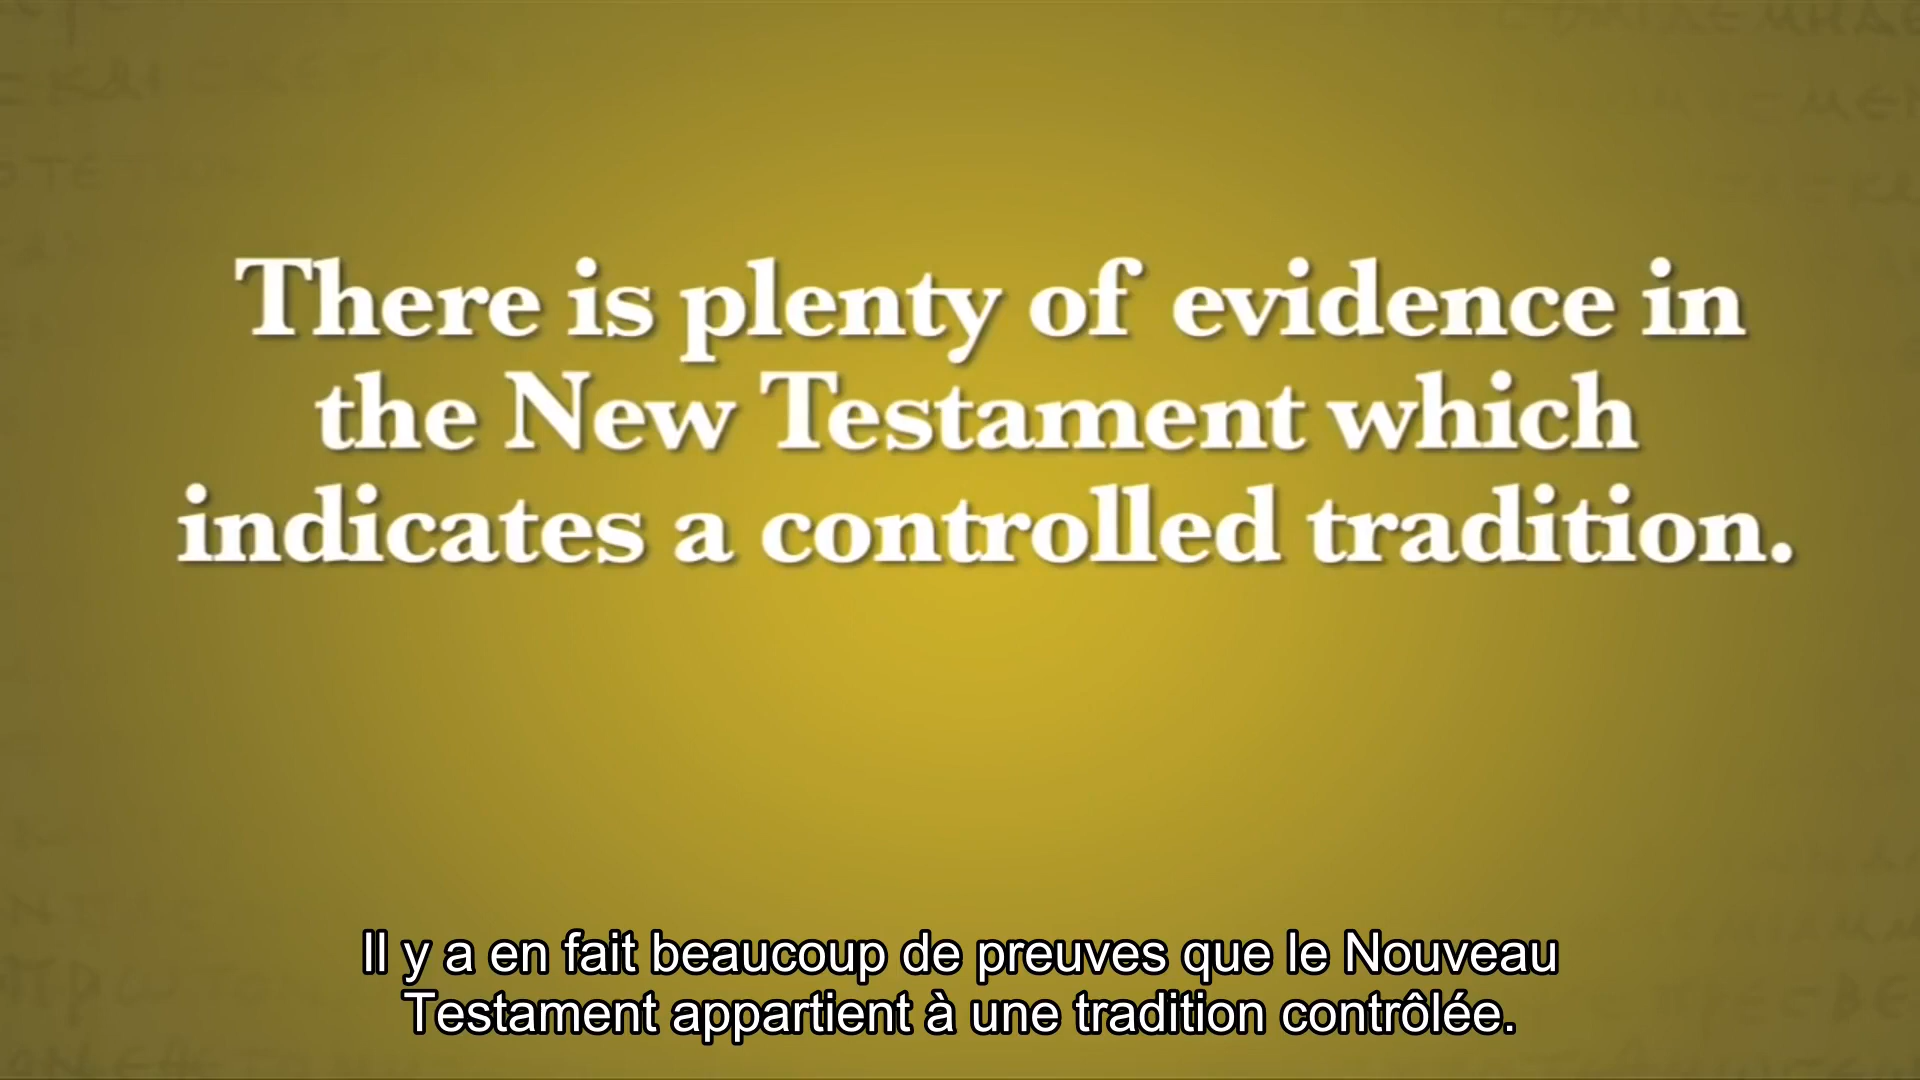 There is plenty of evidence in
the New Testament which
indicates a controlled tradition.
Il y a en fait beaucoup de preuves que le Nouveau
Testament appartient à une tradition contrôlée.